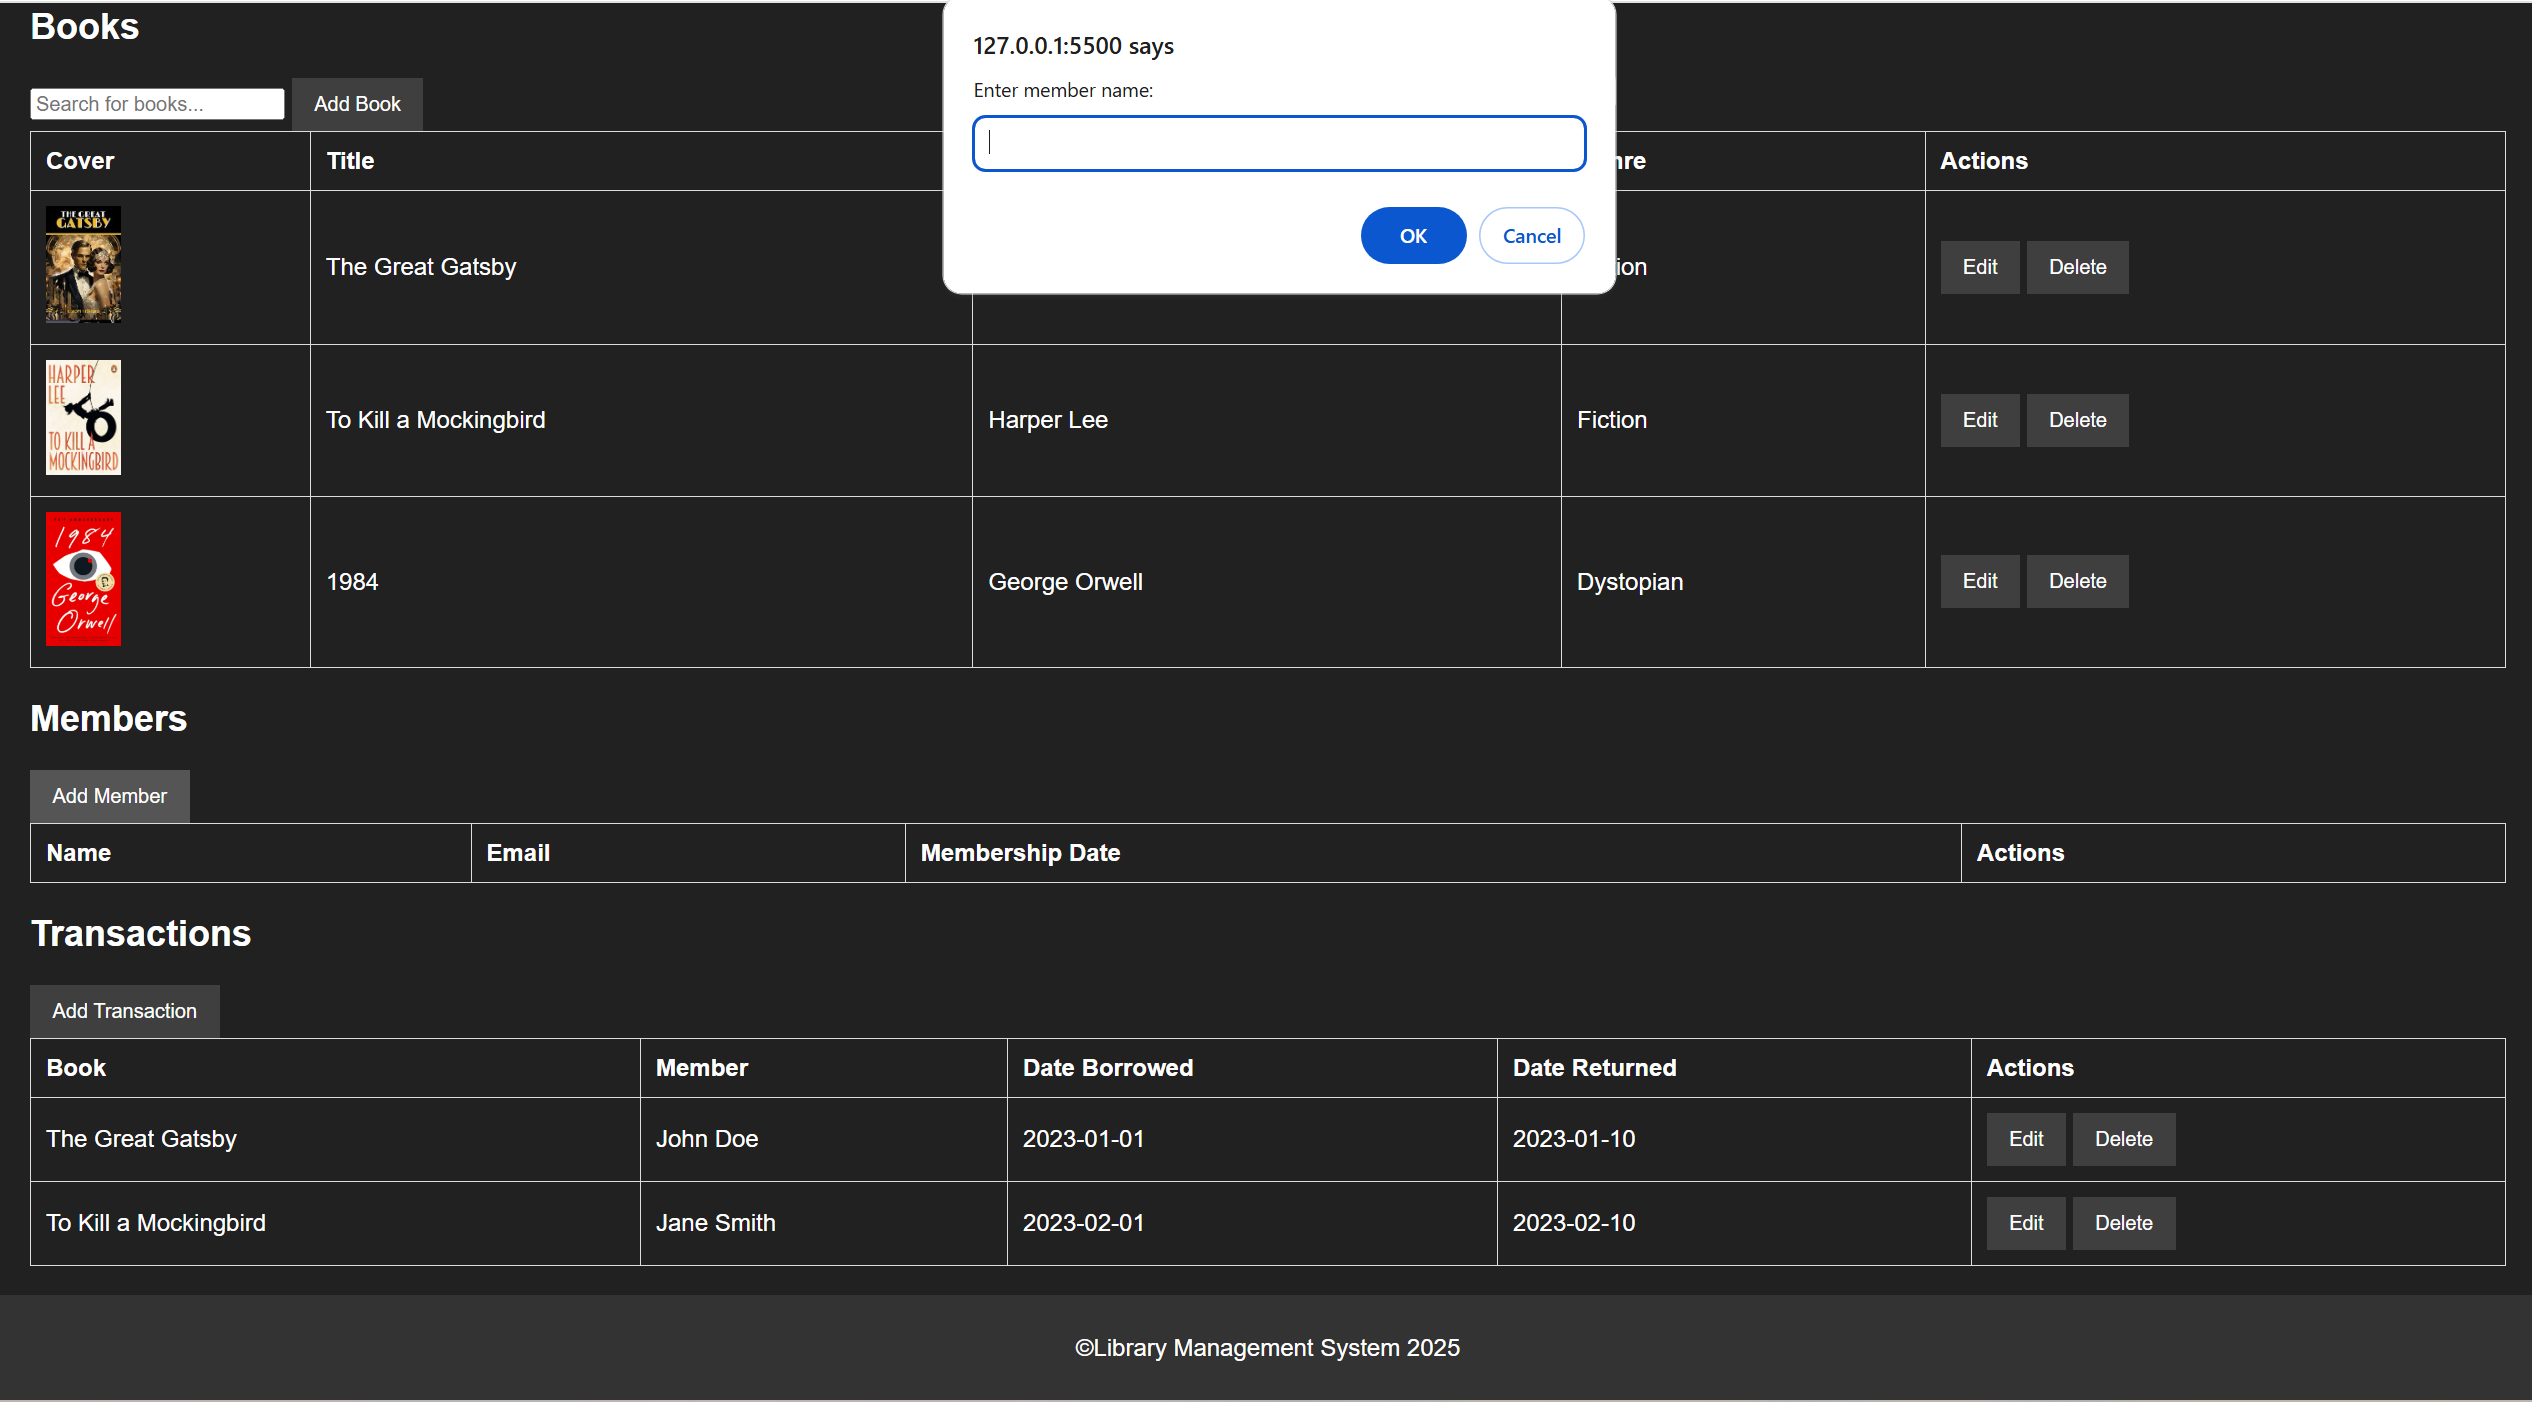 Books
127.0.0.1:5500 says
Enter member name:
OK Cancel
Search for books... Add Book
Cover Title Actions
THE GREAT
GATSBY
The Great Gatsby Edit Delete
HARPER
LEE
TO KILL A
MOCKINGBIRD
To Kill a Mockingbird Harper Lee Fiction Edit Delete
1984
George
Orwell
1984 George Orwell Dystopian Edit Delete
Members
Add Member
Name Email Membership Date Actions
Transactions
Add Transaction
Book Member Date Borrowed Date Returned Actions
The Great Gatsby John Doe 2023-01-01 2023-01-10 Edit Delete
To Kill a Mockingbird Jane Smith 2023-02-01 2023-02-10 Edit Delete
©Library Management System 2025